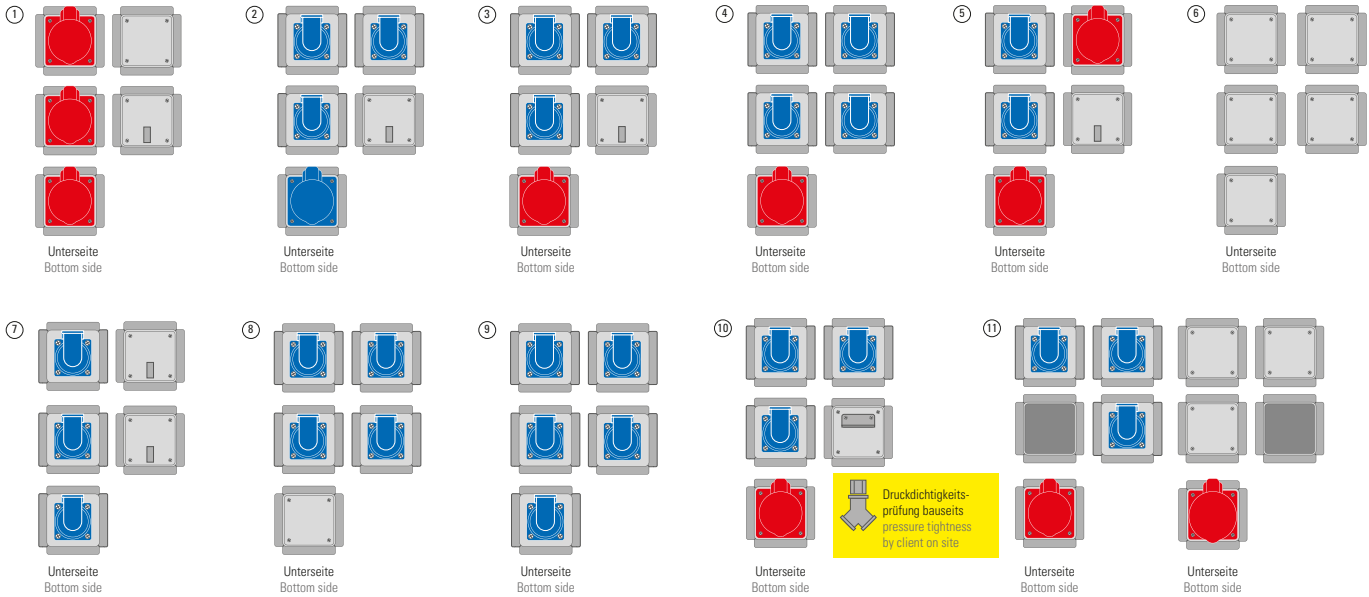 1
2
3
4
5
6
Unterseite
Bottom side
Unterseite
Bottom side
Unterseite
Bottom side
Unterseite
Bottom side
Unterseite
Bottom side
Unterseite
Bottom side
7
8
9
10
11
Druckdichtigkeits-
prüfung bauseits
pressure tightness
by client on site
Unterseite
Bottom side
Unterseite
Bottom side
Unterseite
Bottom side
Unterseite
Bottom side
Unterseite
Bottom side
Unterseite
Bottom side